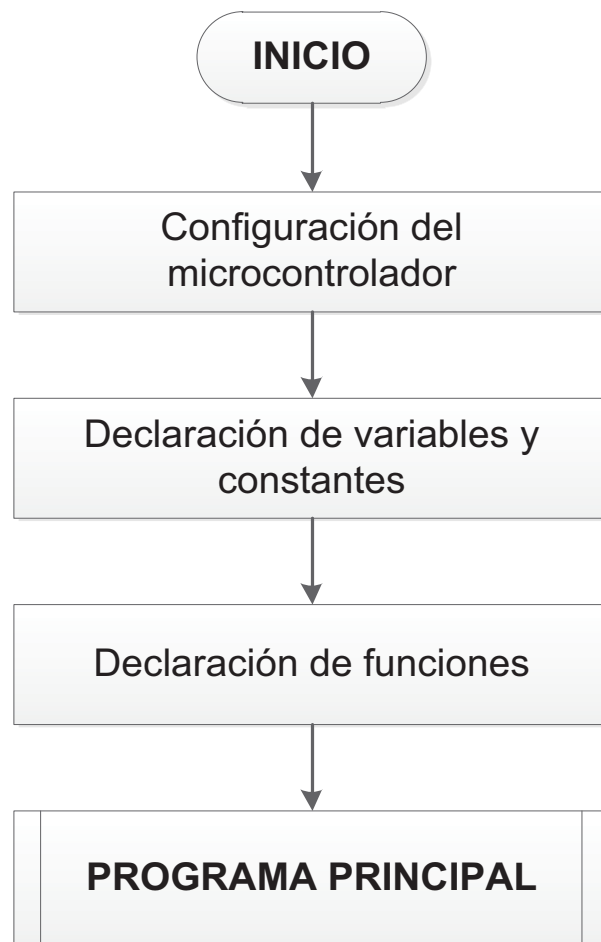 INICIO
Configuración del
microcontrolador
Declaración de variables y
constantes
Declaración de funciones
PROGRAMA PRINCIPAL